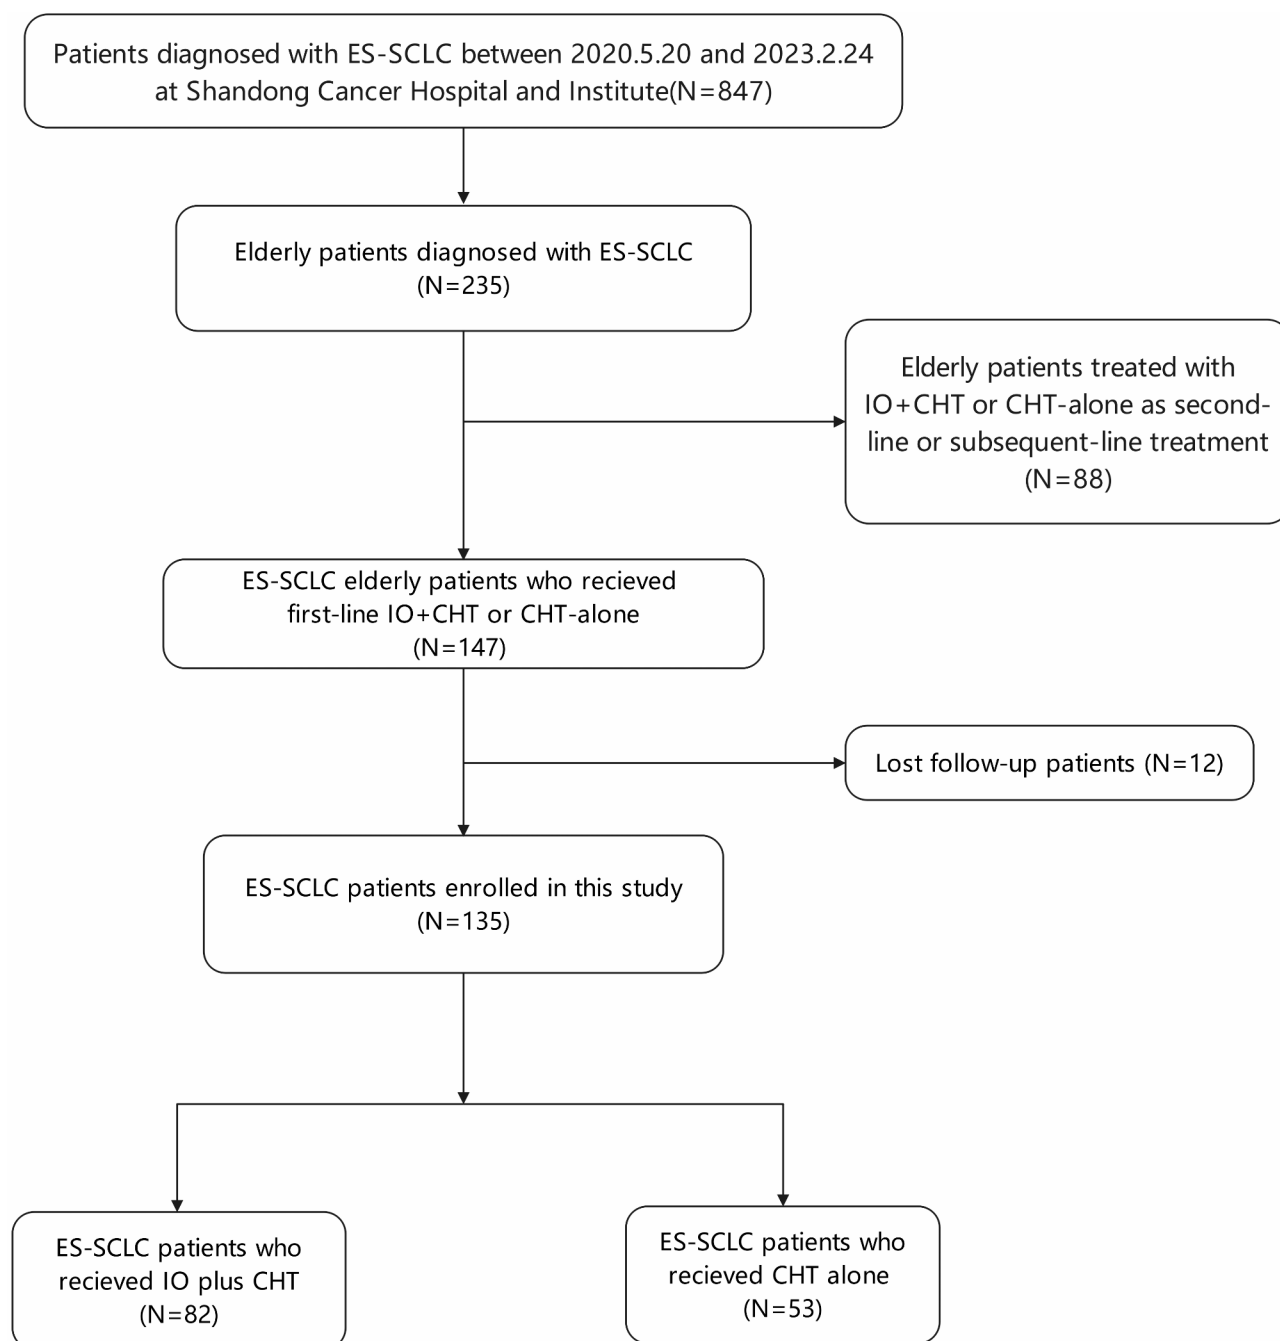 Patients diagnosed with ES-SCLC between 2020.5.20 and 2023.2.24
at Shandong Cancer Hospital and Institute(N=847)
Elderly patients diagnosed with ES-SCLC
(N=235)
Elderly patients treated with
IO+CHT or CHT-alone as second-
line or subsequent-line treatment
(N=88)
ES-SCLC elderly patients who recieved
first-line IO+CHT or CHT-alone
(N=147)
Lost follow-up patients (N=12)
ES-SCLC patients enrolled in this study
(N=135)
ES-SCLC patients who
recieved IO plus CHT
(N=82)
ES-SCLC patients who
recieved CHT alone
(N=53)